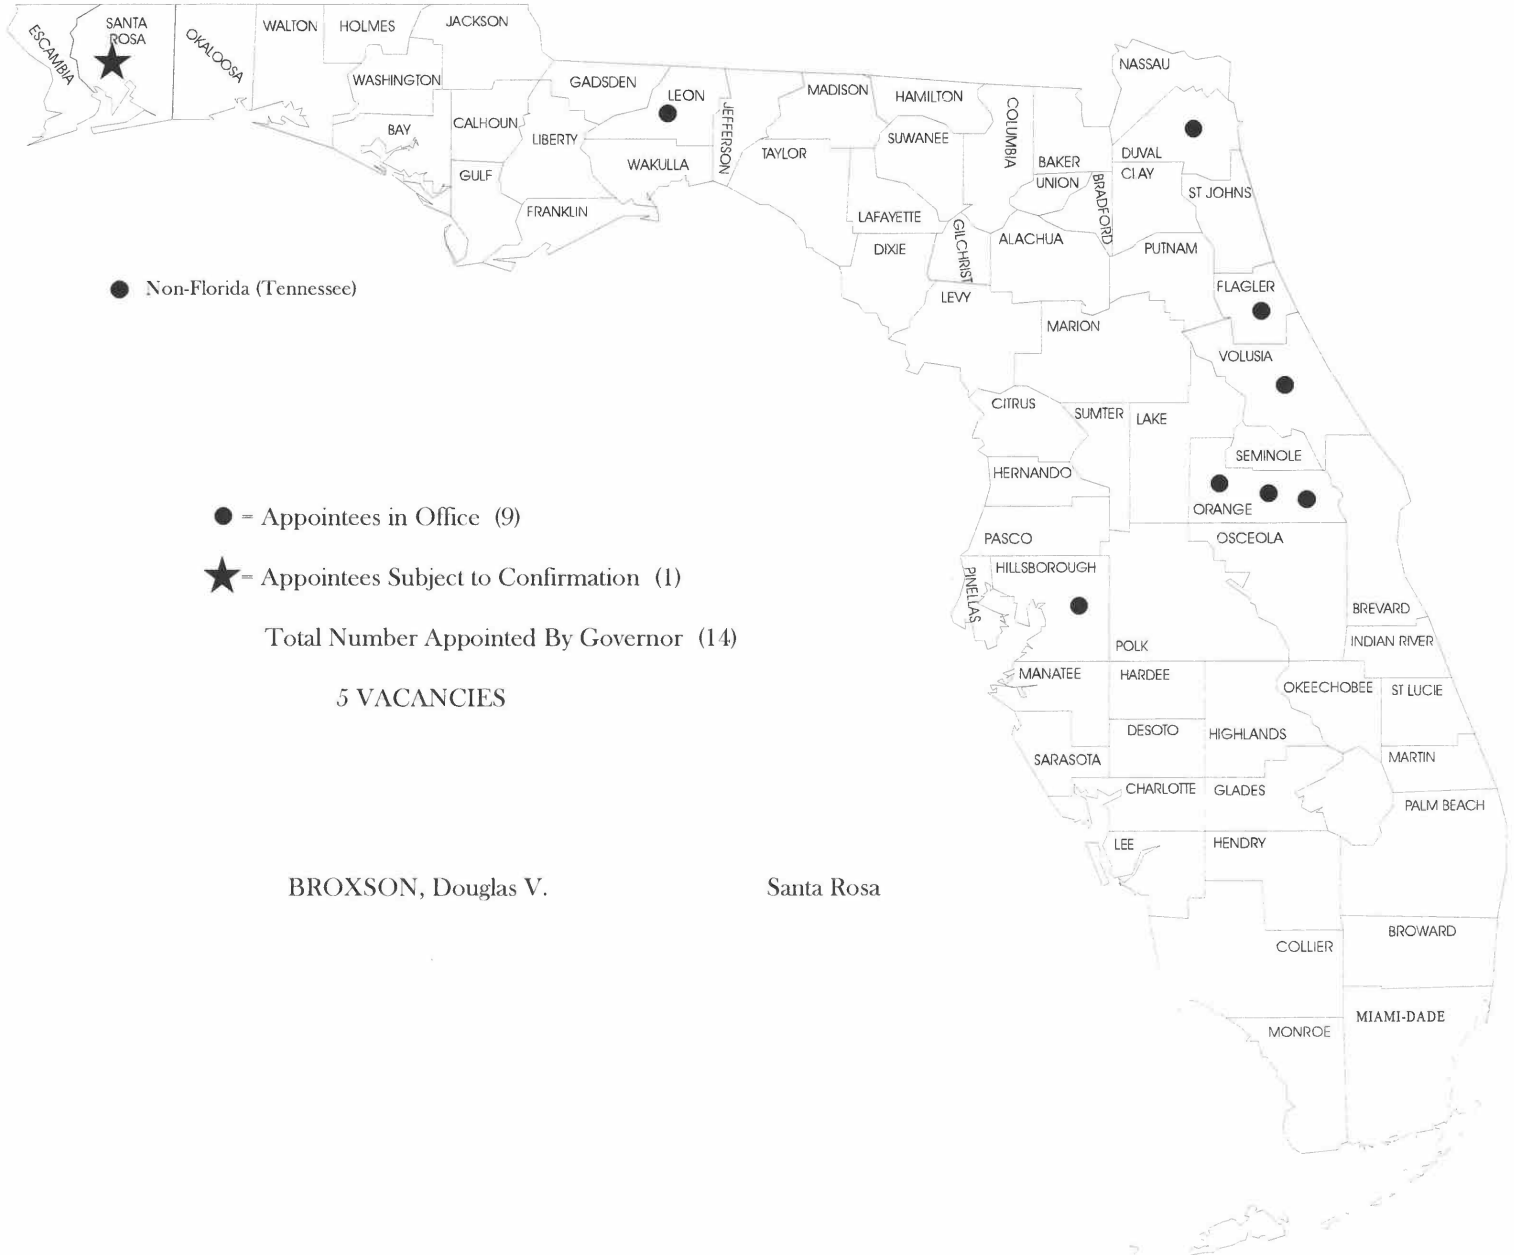 ESCAMBIA
SANTA
ROSA
OKALOOSA
WALTON
HOLMES
JACKSON
WASHINGTON
BAY
CALHOUN
GULF
LIBERTY
GADSDEN
LEON
JEFFERSON
WAKULLA
FRANKLIN
MADISON
TAYLOR
HAMILTON
SUWANEE
LAFAYETTE
DIXIE
COLUMBIA
GILCHRIST
LEVY
BAKER
UNION
BRADFORD
ALACHUA
NASSAU
DUVAL
CLAY
ST JOHNS
PUTNAM
FLAGLER
MARION
VOLUSIA
CITRUS
SUMTER
LAKE
SEMINOLE
HERNANDO
ORANGE
PASCO
OSCEOLA
PINELLAS
HILLSBOROUGH
POLK
BREVARD
INDIAN RIVER
MANATEE
HARDEE
OKEECHOBEE
ST LUCIE
DESOTO
HIGHLANDS
SARASOTA
MARTIN
CHARLOTTE
GLADES
PALM BEACH
LEE
HENDRY
COLLIER
BROWARD
MIAMI-DADE
MONROE
Non-Florida (Tennessee)
= Appointees in Office (9)
= Appointees Subject to Confirmation (1)
Total Number Appointed By Governor (14)
5 VACANCIES
BROXSON, Douglas V. Santa Rosa